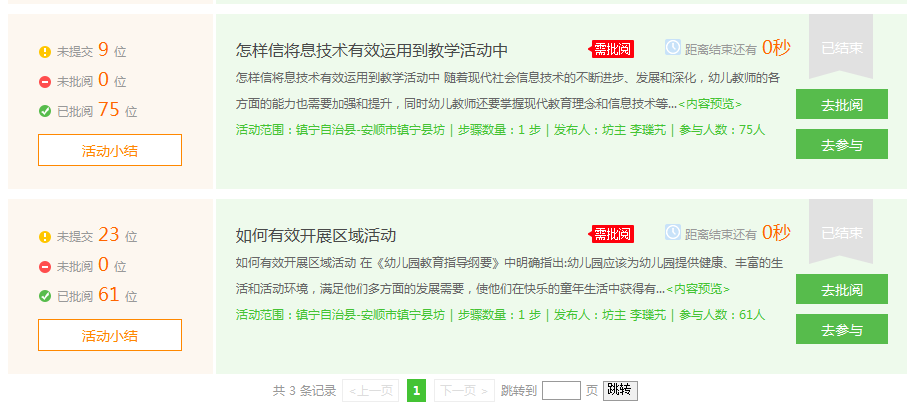 未提交 9 位
未批阅 0 位
已批阅 75 位
活动小结
怎样信将息技术有效运用到教学活动中
需批阅
距离结束还有 0秒
已结束
怎样信将息技术有效运用到教学活动中 随着现代社会信息技术的不断进步、发展和深化，幼儿教师的各
方面的能力也需要加强和提升，同时幼儿教师还要掌握现代教育理念和信息技术等...<内容预览>
活动范围：镇宁自治县-安顺市镇宁县坊 | 步骤数量：1 步 | 发布人：坊主 李璞艽 | 参与人数：75人
去批阅
去参与
未提交 23 位
未批阅 0 位
已批阅 61 位
活动小结
如何有效开展区域活动
需批阅
距离结束还有 0秒
已结束
如何有效开展区域活动 在《幼儿园教育指导纲要》中明确指出:幼儿园应该为幼儿园提供健康、丰富的生
活和活动环境，满足他们多方面的发展需要，使他们在快乐的童年生活中获得有...<内容预览>
活动范围：镇宁自治县-安顺市镇宁县坊 | 步骤数量：1 步 | 发布人：坊主 李璞艽 | 参与人数：61人
去批阅
去参与
共 3 条记录 <上一页 1 下一页 > 跳转到 页 跳转